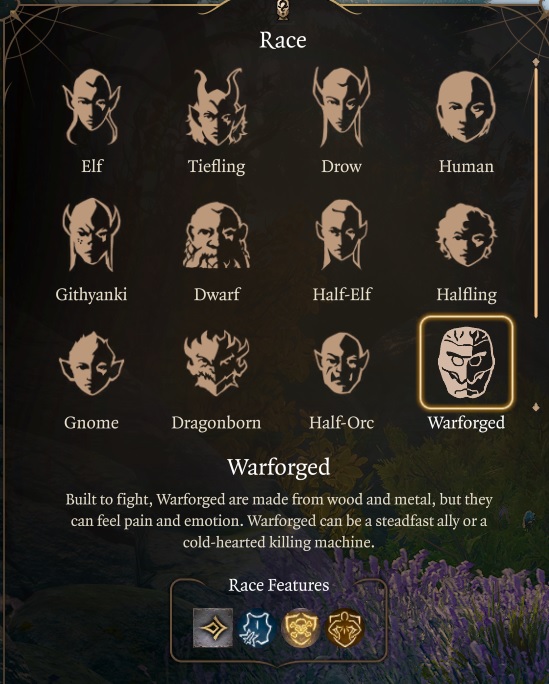 Race
Elf
Tiefling
Drow
Human
Githyanki
Dwarf
Half-Elf
Halfling
Gnome
Dragonborn
Half-Orc
Warforged
Warforged
Built to fight, Warforged are made from wood and metal, but they
can feel pain and emotion. Warforged can be a steadfast ally or a
cold-hearted killing machine.
Race Features